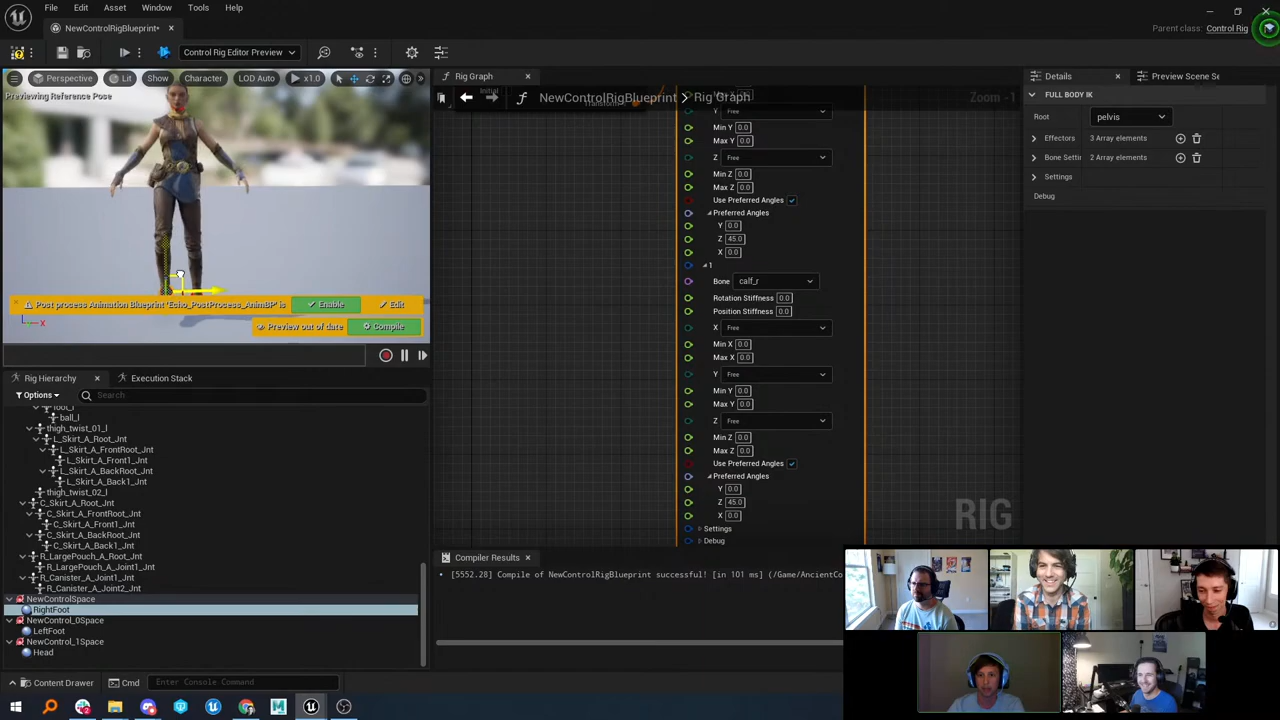 File Edit Asset Window Tools Help
NewControlRigBlueprint*
Parent class: Control Rig
Control Rig Editor Preview
Perspective Lit Show Character LOD Auto x1.0
Previewing Reference Pose
Post process Animation Blueprint 'Echo_PostProcess_AnimBP' is Enable Edit
Preview out of date Compile
X
Rig Hierarchy Execution Stack
Options Search
foot_l
ball_l
thigh_twist_01_l
L_Skirt_A_Root_Jnt
L_Skirt_A_FrontRoot_Jnt
L_Skirt_A_Front1_Jnt
L_Skirt_A_BackRoot_Jnt
L_Skirt_A_Back1_Jnt
thigh_twist_02_l
C_Skirt_A_Root_Jnt
C_Skirt_A_FrontRoot_Jnt
C_Skirt_A_Front1_Jnt
C_Skirt_A_BackRoot_Jnt
C_Skirt_A_Back1_Jnt
R_LargePouch_A_Root_Jnt
R_LargePouch_A_Joint1_Jnt
R_Canister_A_Joint1_Jnt
R_Canister_A_Joint2_Jnt
NewControlSpace
RightFoot
NewControl_0Space
LeftFoot
NewControl_1Space
Head
Content Drawer Cmd Enter Console Command
Rig Graph
Initial
NewControlRigBlueprint > Rig Graph Zoom -1
Y Free
Min Y 0.0
Max Y 0.0
Z Free
Min Z 0.0
Max Z 0.0
Use Preferred Angles
Preferred Angles
Y 0.0
Z 45.0
X 0.0
1
Bone calf_r
Rotation Stiffness 0.0
Position Stiffness 0.0
X Free
Min X 0.0
Max X 0.0
Y Free
Min Y 0.0
Max Y 0.0
Z Free
Min Z 0.0
Max Z 0.0
Use Preferred Angles
Preferred Angles
Y 0.0
Z 45.0
X 0.0
Settings
Debug
RIG
Compiler Results
[5552.28] Compile of NewControlRigBlueprint successful! [in 101 ms] (/Game/AncientCo
Details Preview Scene Se
FULL BODY IK
Root pelvis
Effectors 3 Array elements
Bone Settin 2 Array elements
Settings
Debug